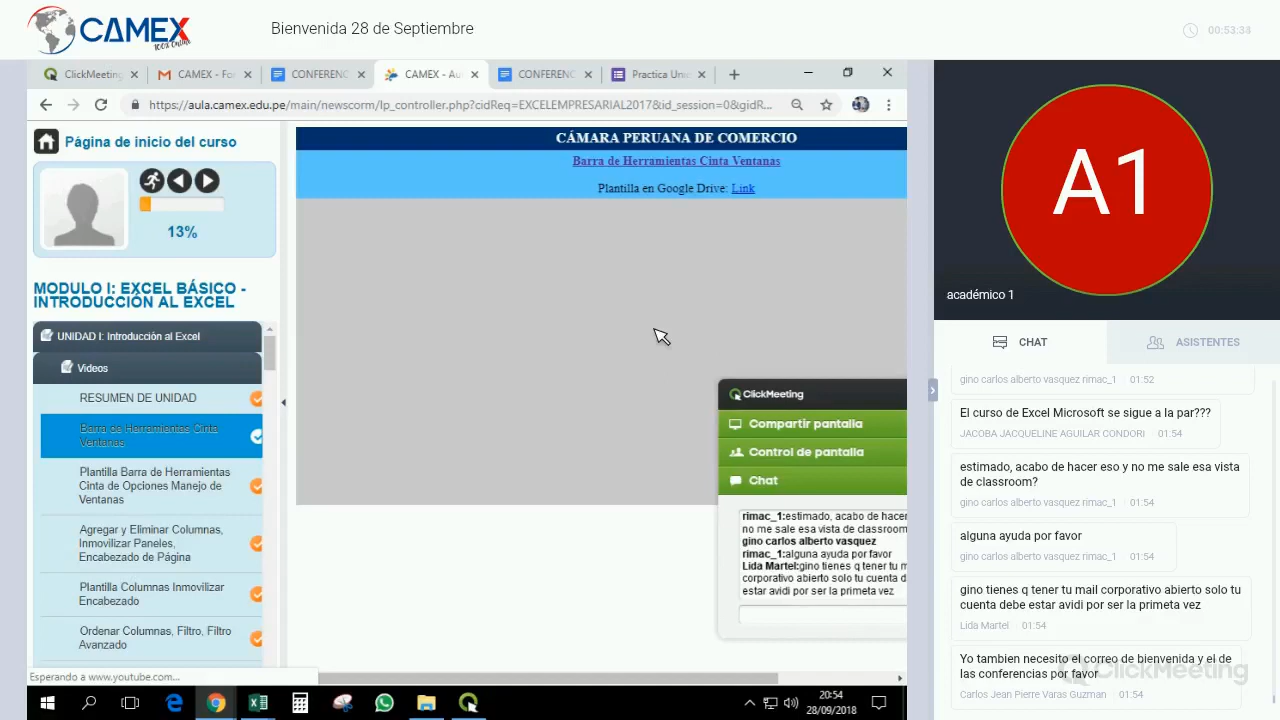 CAMEX
100% Online
Bienvenida 28 de Septiembre
00:53:34
ClickMeeting
CAMEX - For
CONFERENC
CAMEX - Au
CONFERENC
Practica Uni
https://aula.camex.edu.pe/main/newscorm/lp_controller.php?cidReq=EXCELEMPRESARIAL2017&id_session=0&gidR...
Página de inicio del curso
13%
MODULO I: EXCEL BÁSICO -
INTRODUCCIÓN AL EXCEL
UNIDAD I: Introducción al Excel
Videos
RESUMEN DE UNIDAD
Barra de Herramientas Cinta
Ventanas
Plantilla Barra de Herramientas
Cinta de Opciones Manejo de
Ventanas
Agregar y Eliminar Columnas,
Inmovilizar Paneles,
Encabezado de Página
Plantilla Columnas Inmovilizar
Encabezado
Ordenar Columnas, Filtro, Filtro
Avanzado
Esperando a www.youtube.com...
CÁMARA PERUANA DE COMERCIO
Barra de Herramientas Cinta Ventanas
Plantilla en Google Drive: Link
ClickMeeting
Compartir pantalla
Control de pantalla
Chat
rimac_1:estimado, acabo de hacer
no me sale esa vista de classroom
gino carlos alberto vasquez
rimac_1:alguna ayuda por favor
Lida Martel:gino tienes q tener tu m
corporativo abierto solo tu cuenta d
estar avidi por ser la primeta vez
20:54
28/09/2018
A1
académico 1
CHAT
ASISTENTES
gino carlos alberto vasquez rimac_1 01:52
El curso de Excel Microsoft se sigue a la par???
JACOBA JACQUELINE AGUILAR CONDORI 01:54
estimado, acabo de hacer eso y no me sale esa vista
de classroom?
gino carlos alberto vasquez rimac_1 01:54
alguna ayuda por favor
gino carlos alberto vasquez rimac_1 01:54
gino tienes q tener tu mail corporativo abierto solo tu
cuenta debe estar avidi por ser la primeta vez
Lida Martel 01:54
Yo tambien necesito el correo de bienvenida y el de
las conferencias por favor
Carlos Jean Pierre Varas Guzman 01:54
ClickMeeting